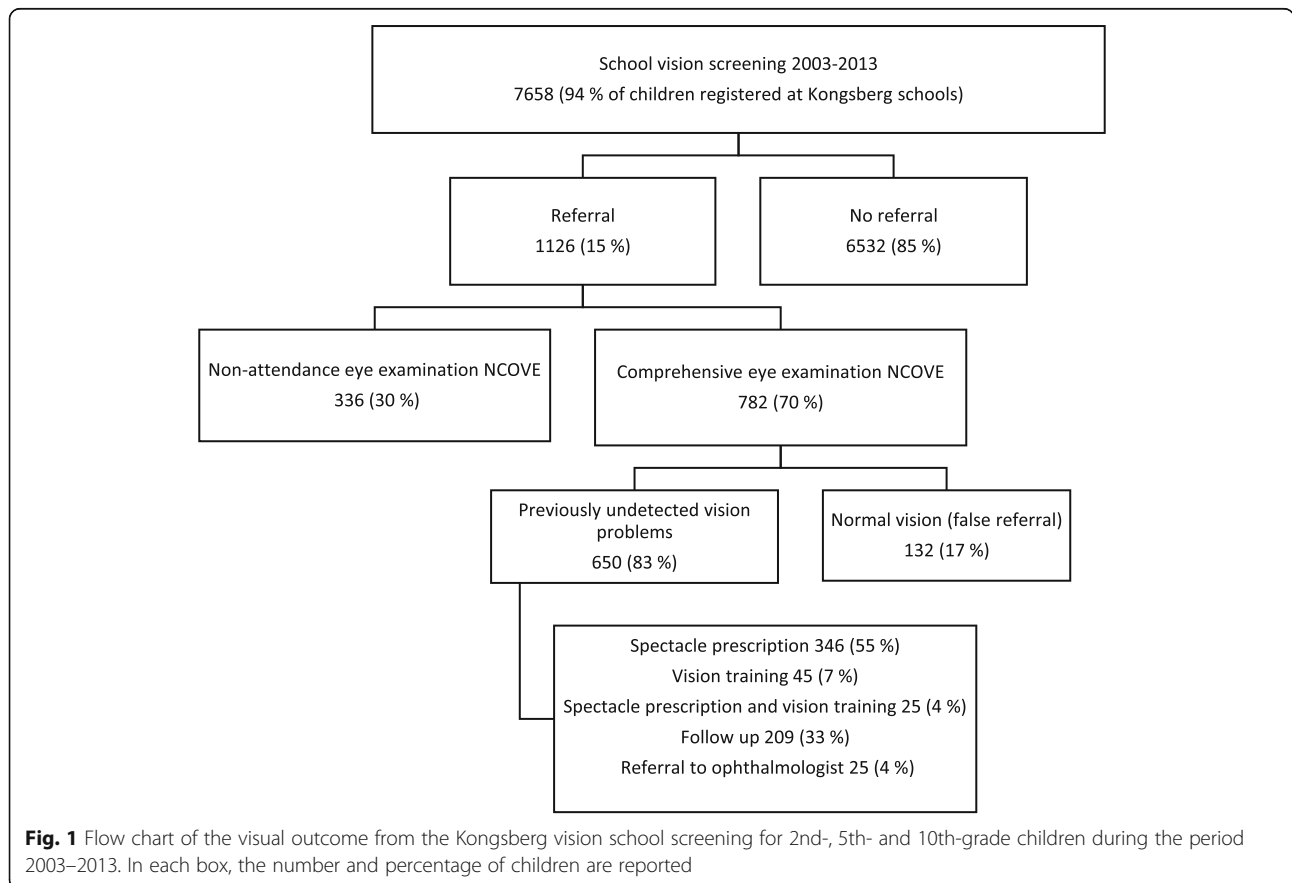 School vision screening 2003-2013
7658 (94 % of children registered at Kongsberg schools)
Referral
1126 (15 %)
No referral
6532 (85 %)
Non-attendance eye examination NCOVE
336 (30 %)
Comprehensive eye examination NCOVE
782 (70 %)
Previously undetected vision
problems
650 (83 %)
Normal vision (false referral)
132 (17 %)
Spectacle prescription 346 (55 %)
Vision training 45 (7 %)
Spectacle prescription and vision training 25 (4 %)
Follow up 209 (33 %)
Referral to ophthalmologist 25 (4 %)
Fig. 1 Flow chart of the visual outcome from the Kongsberg vision school screening for 2nd-, 5th- and 10th-grade children during the period
2003–2013. In each box, the number and percentage of children are reported